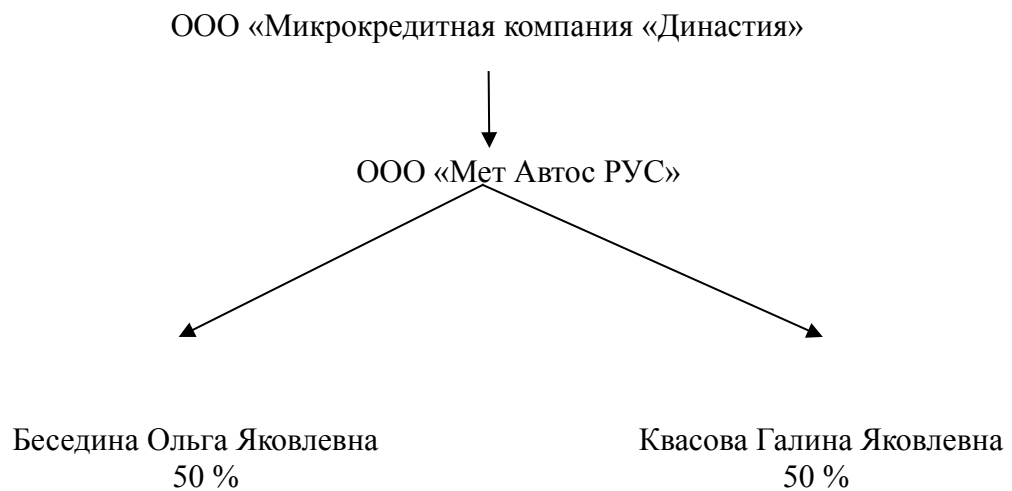 ООО «Микрокредитная компания «Династия»
ООО «Мет Автос РУС»
Беседина Ольга Яковлевна
50 %
Квасова Галина Яковлевна
50 %